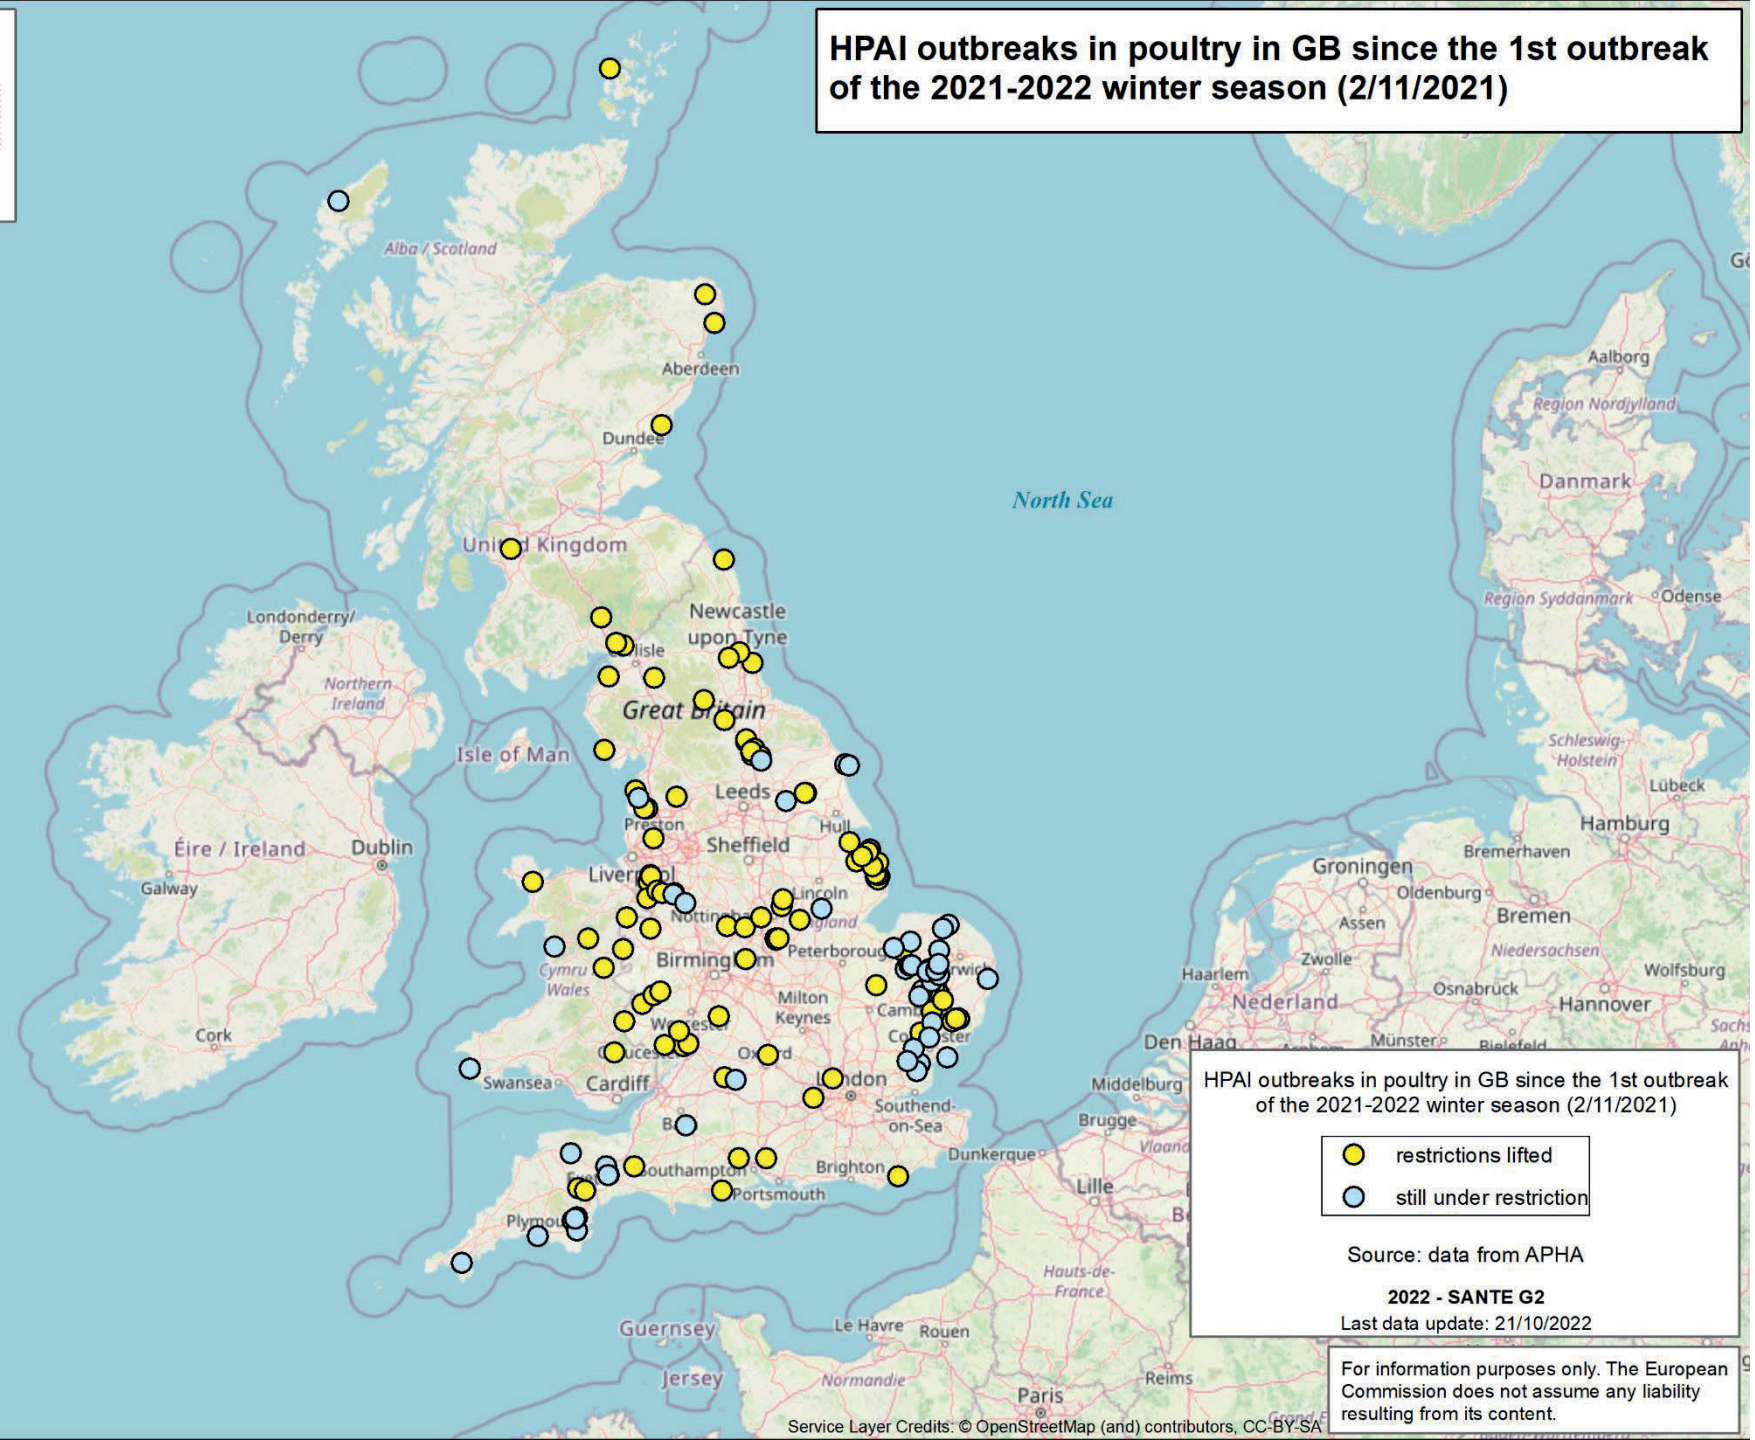 HPAI outbreaks in poultry in GB since the 1st outbreak
of the 2021-2022 winter season (2/11/2021)
Alba / Scotland
Aberdeen
Dundee
North Sea
United Kingdom
Aalborg
Region Nordjylland
Danmark
Region Syddanmark
Odense
Londonderry/
Derry
Newcastle
upon Tyne
Carlisle
Northern
Ireland
Great Britain
Isle of Man
Schleswig-
Holstein
Lübeck
Leeds
Preston
Hull
Hamburg
Éire / Ireland
Dublin
Sheffield
Bremerhaven
Groningen
Galway
Liverpool
Lincoln
Oldenburg
Assen
Bremen
Nottingham
England
Peterborough
Birmingham
Norwich
Zwolle
Niedersachsen
Haarlem
Wolfsburg
Cymru
Wales
Osnabrück
Nederland
Hannover
Milton
Keynes
Worcester
Cork
Colchester
Den Haag
Arnhem
Münster
Bielefeld
Gloucester
Oxford
Swansea
Cardiff
London
Middelburg
Southend-
on-Sea
Brugge
Dunkerque
Exeter
Southampton
Brighton
Portsmouth
Lille
Plymouth
Hauts-de-
France
Guernsey
Le Havre
Rouen
Jersey
Normandie
Reims
Paris
HPAI outbreaks in poultry in GB since the 1st outbreak
of the 2021-2022 winter season (2/11/2021)
restrictions lifted
still under restriction
Source: data from APHA
2022 - SANTE G2
Last data update: 21/10/2022
For information purposes only. The European
Commission does not assume any liability
resulting from its content.
Service Layer Credits: © OpenStreetMap (and) contributors, CC-BY-SA